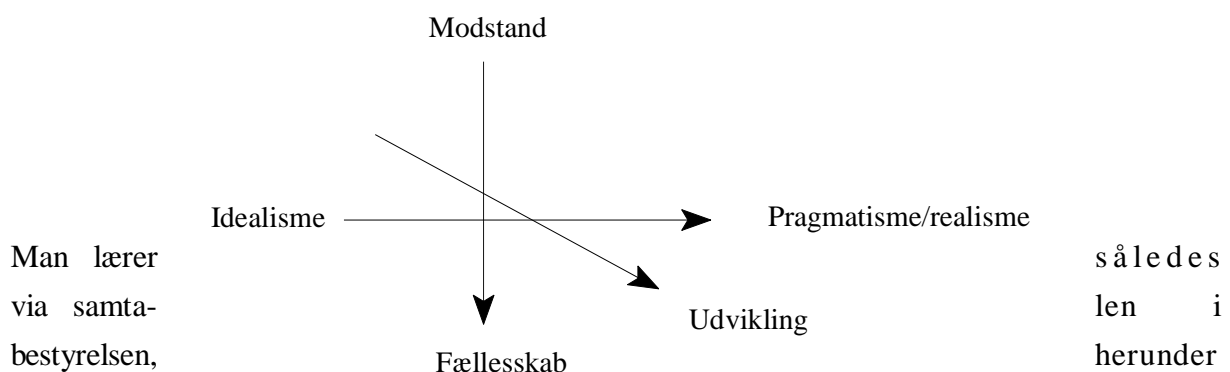 Modstand
Idealisme Pragmatisme/realisme
Man lærer således
via samta- len i
Udvikling
bestyrelsen, herunder
Fællesskab